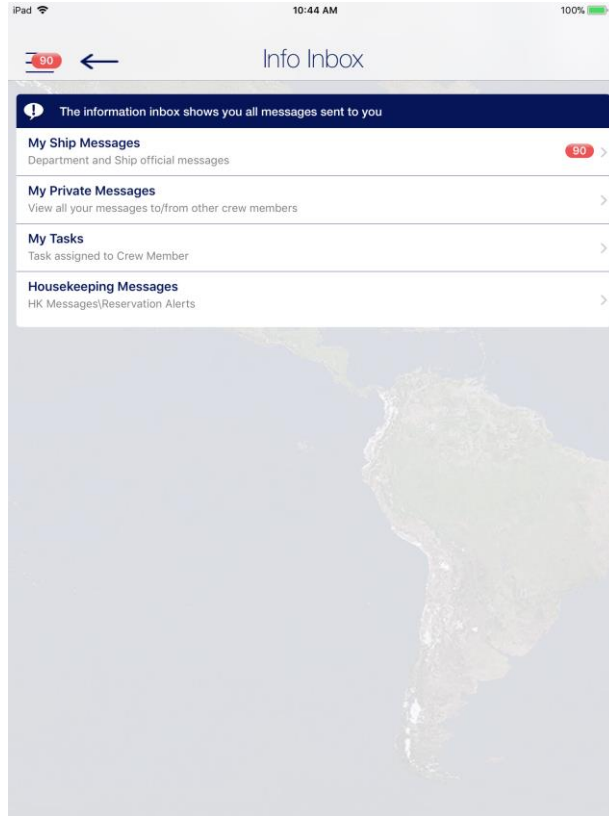 iPad 10:44 AM 100%
90 Info Inbox
The information inbox shows you all messages sent to you
My Ship Messages
Department and Ship official messages
90
My Private Messages
View all your messages to/from other crew members
My Tasks
Task assigned to Crew Member
Housekeeping Messages
HK Messages\Reservation Alerts